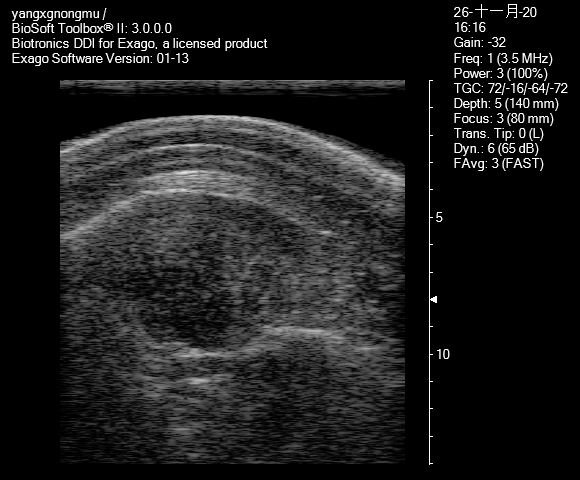 yangxgnongmu /
BioSoft Toolbox® II: 3.0.0.0
Biotronics DDI for Exago, a licensed product
Exago Software Version: 01-13
26-十一月-20
16:16
Gain: -32
Freq: 1 (3.5 MHz)
Power: 3 (100%)
TGC: 72/-16/-64/-72
Depth: 5 (140 mm)
Focus: 3 (80 mm)
Trans. Tip: 0 (L)
Dyn.: 6 (65 dB)
FAvg: 3 (FAST)
5
10